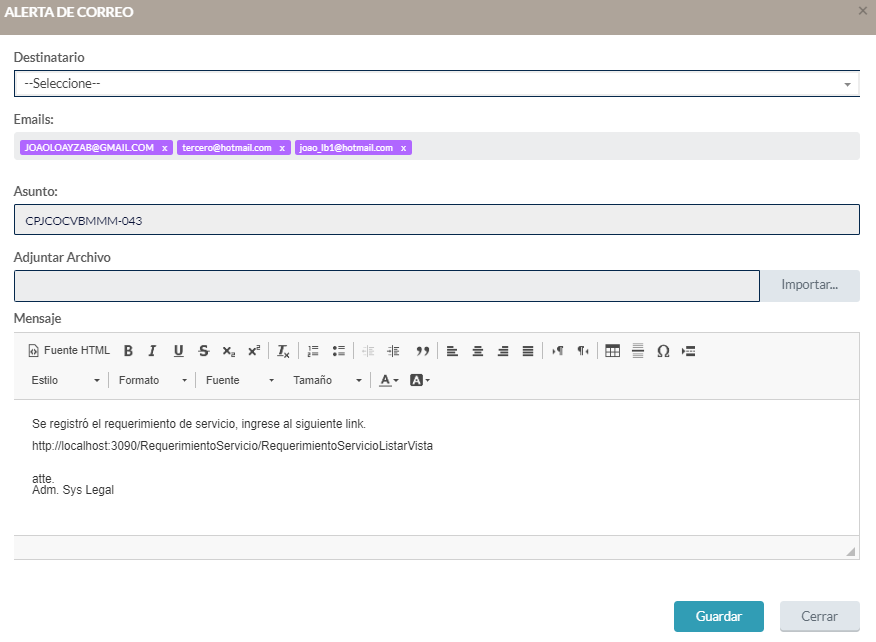 ALERTA DE CORREO ×
Destinatario
--Seleccione--
Emails:
JOAOLOAYZAB@GMAIL.COM x tercero@hotmail.com x joao_lb1@hotmail.com x
Asunto:
CPJCOCVBMMM-043
Adjuntar Archivo
Importar...
Mensaje
Fuente HTML B I U S x₂ x² Tx ” Ω
Estilo Formato Fuente Tamaño A A
Se registró el requerimiento de servicio, ingrese al siguiente link.
http://localhost:3090/RequerimientoServicio/RequerimientoServicioListarVista
atte.
Adm. Sys Legal
Guardar Cerrar